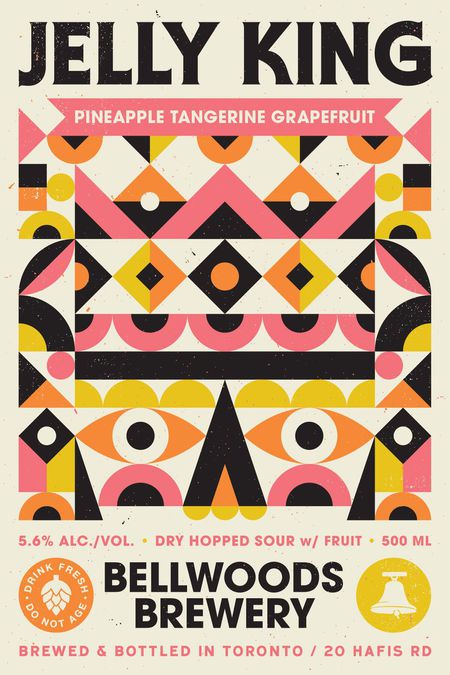 JELLY KING
PINEAPPLE TANGERINE GRAPEFRUIT
5.6% ALC./VOL. • DRY HOPPED SOUR w/ FRUIT • 500 ML
• DRINK FRESH •
DO NOT AGE
BELLWOODS
BREWERY
BREWED & BOTTLED IN TORONTO / 20 HAFIS RD